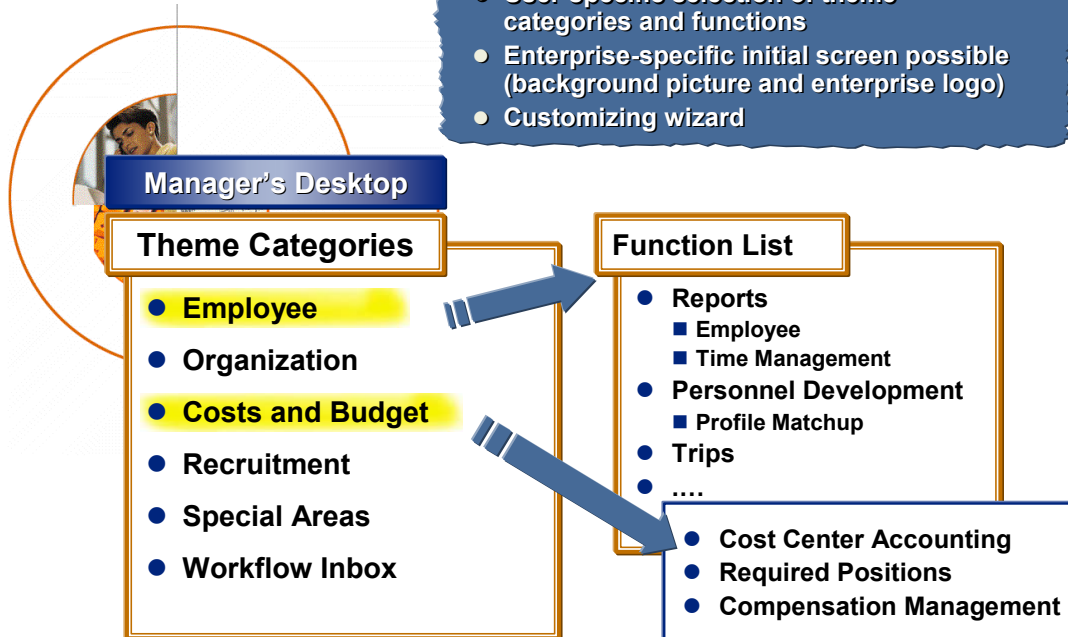 categories and functions
Enterprise-specific initial screen possible
(background picture and enterprise logo)
Customizing wizard
Manager's Desktop
Theme Categories
Employee
Organization
Costs and Budget
Recruitment
Special Areas
Workflow Inbox
Function List
Reports
Employee
Time Management
Personnel Development
Profile Matchup
Trips
....
Cost Center Accounting
Required Positions
Compensation Management